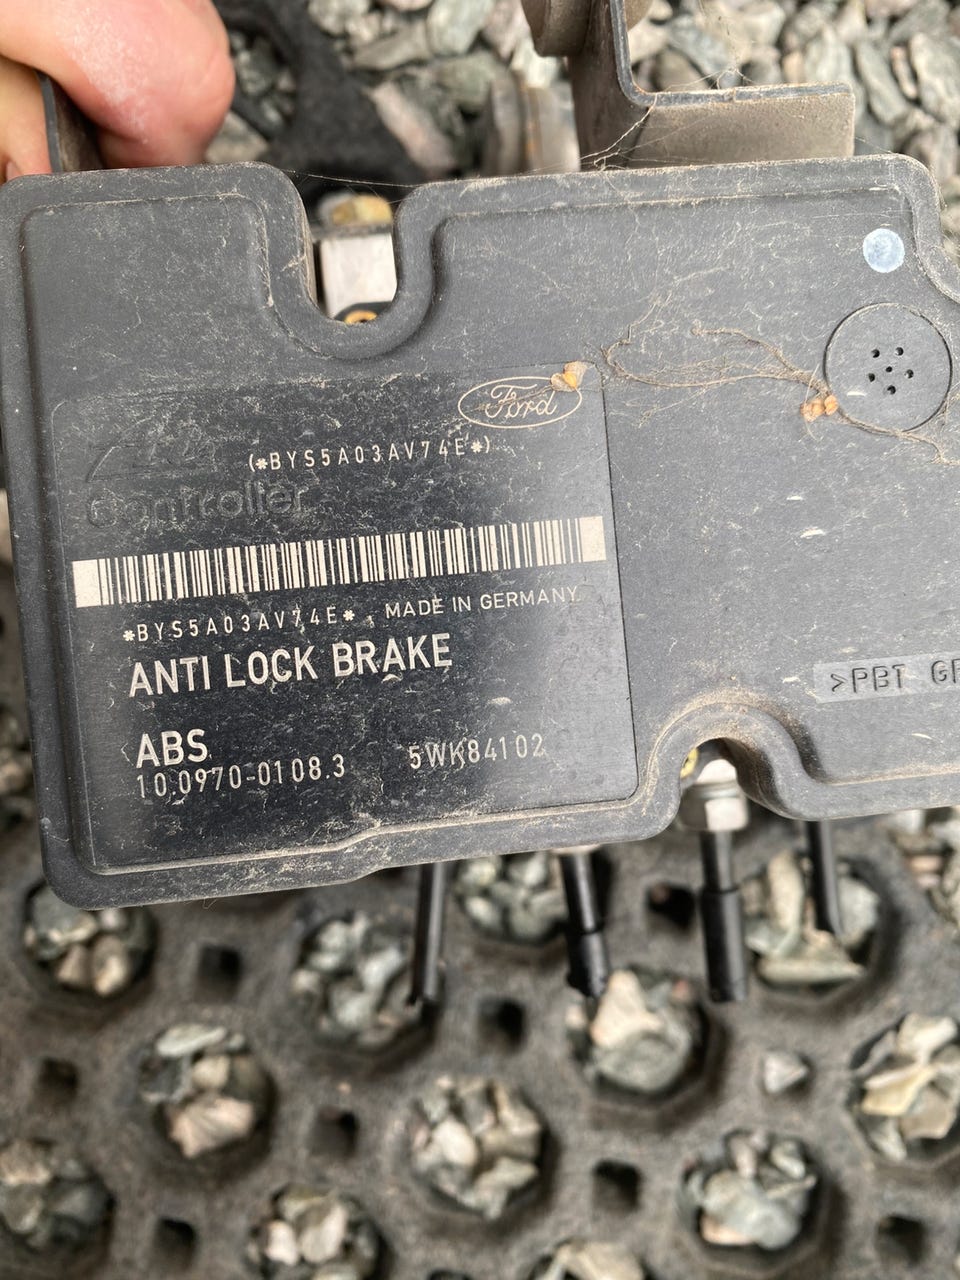 Ford
(*BYS5A03AV74E*)
Controller
*BYS5A03AV74E* MADE IN GERMANY
ANTI LOCK BRAKE
ABS
10.0970-0108.3 5WK84102
>PBT